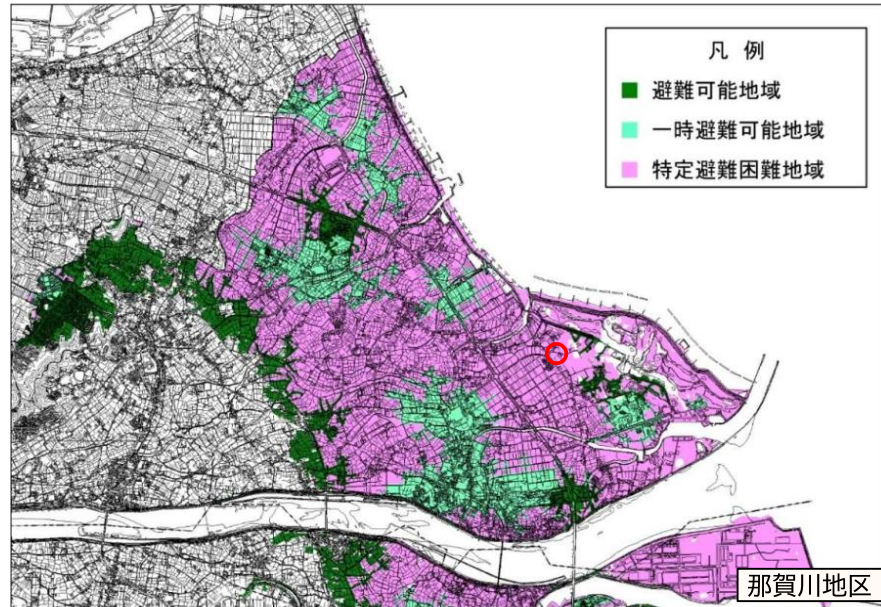 凡 例
避難可能地域
一時避難可能地域
特定避難困難地域
那賀川地区